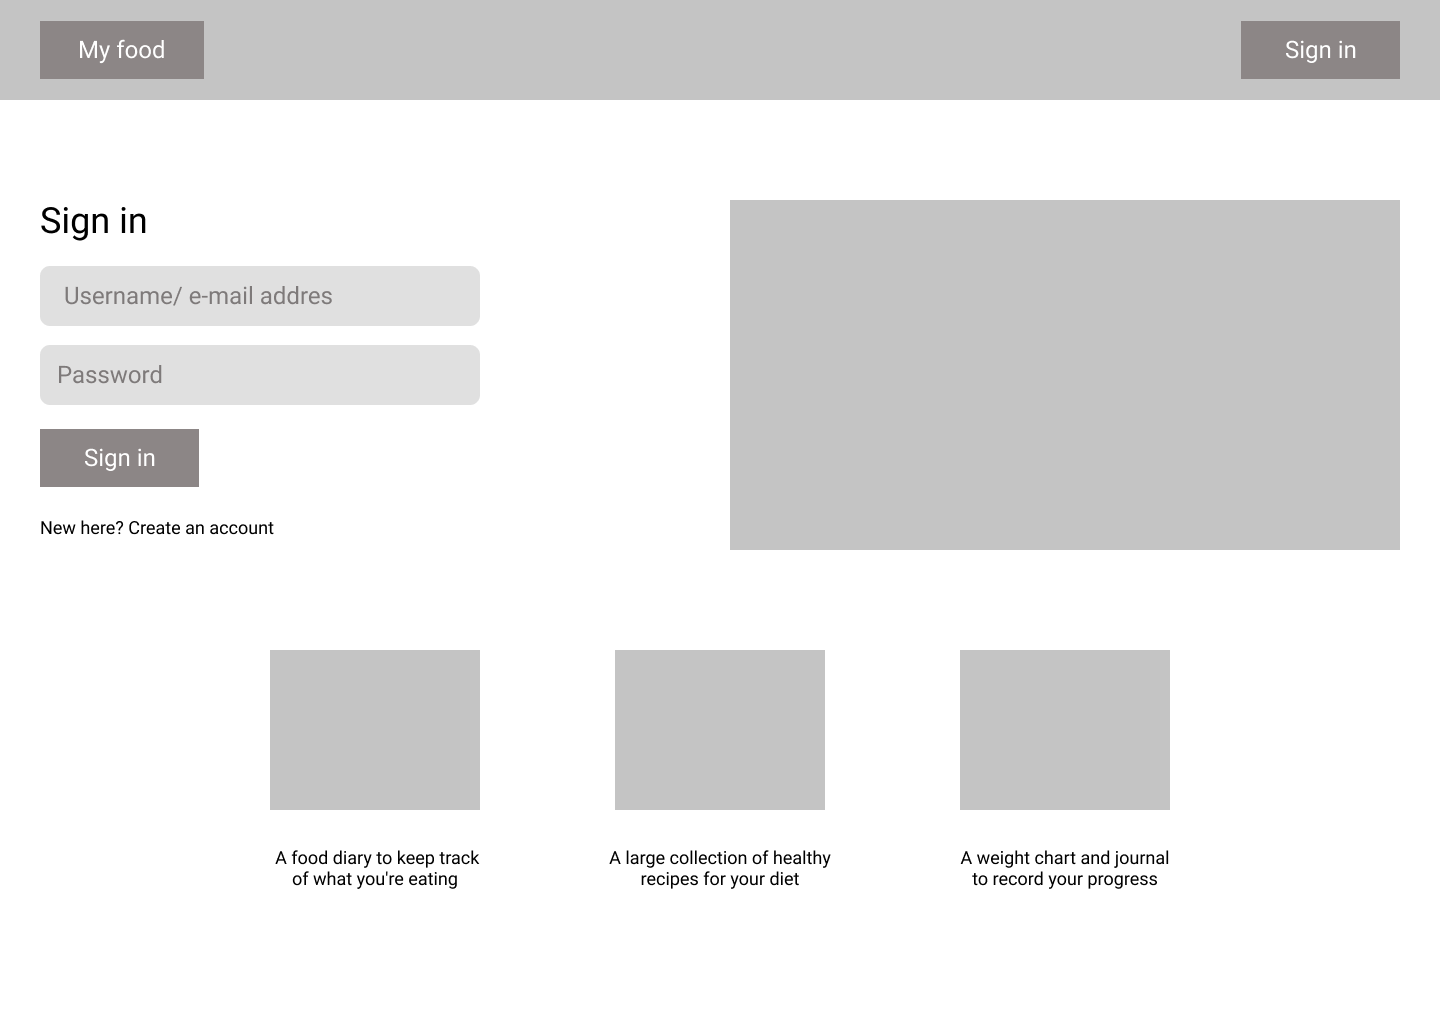 My food
Sign in
Sign in
Username/ e-mail addres
Password
Sign in
New here? Create an account
A food diary to keep track
of what you're eating
A large collection of healthy
recipes for your diet
A weight chart and journal
to record your progress